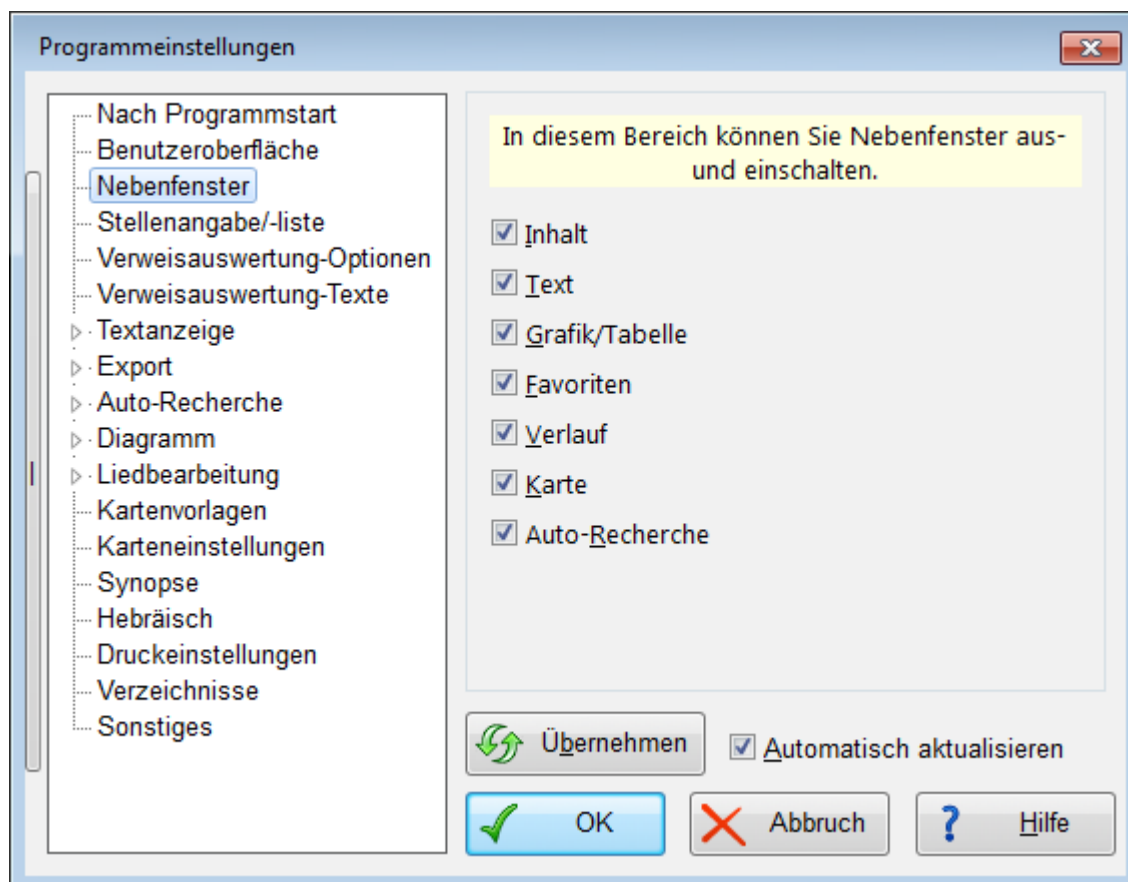 Programmeinstellungen
Nach Programmstart
Benutzeroberfläche
Nebenfenster
Stellenangabe/-liste
Verweisauswertung-Optionen
Verweisauswertung-Texte
Textanzeige
Export
Auto-Recherche
Diagramm
Liedbearbeitung
Kartenvorlagen
Karteneinstellungen
Synopse
Hebräisch
Druckeinstellungen
Verzeichnisse
Sonstiges
In diesem Bereich können Sie Nebenfenster aus-
und einschalten.
Inhalt
Text
Grafik/Tabelle
Favoriten
Verlauf
Karte
Auto-Recherche
Übernehmen
Automatisch aktualisieren
OK
Abbruch
Hilfe